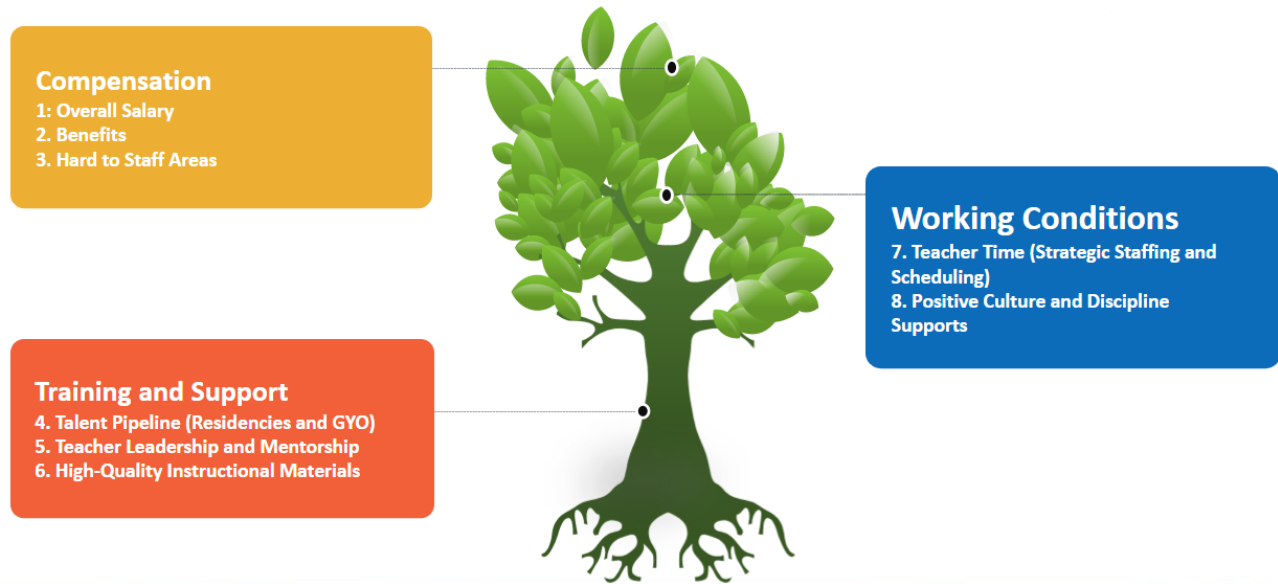 Compensation
1: Overall Salary
2. Benefits
3. Hard to Staff Areas
Training and Support
4. Talent Pipeline (Residencies and GYO)
5. Teacher Leadership and Mentorship
6. High-Quality Instructional Materials
Working Conditions
7. Teacher Time (Strategic Staffing and
Scheduling)
8. Positive Culture and Discipline
Supports